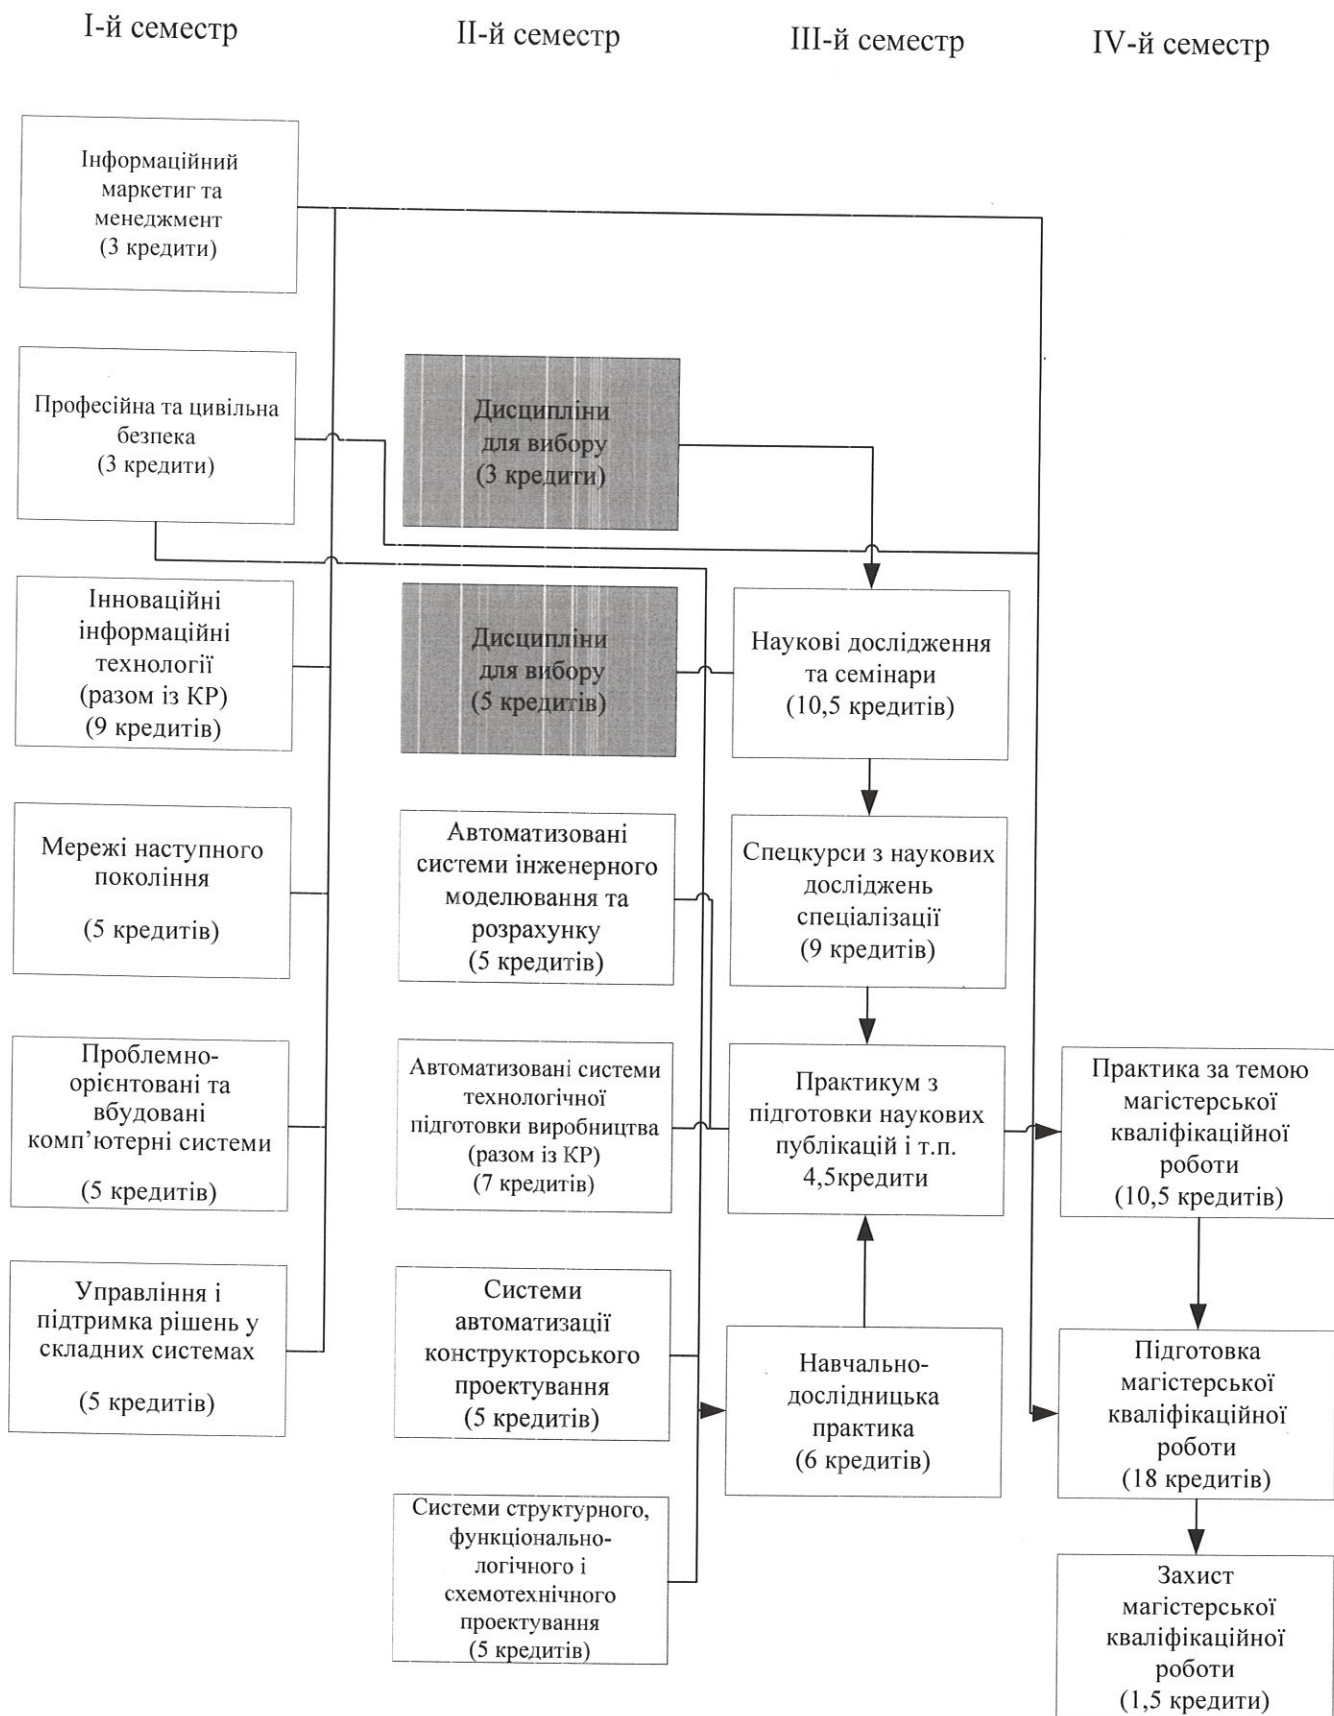 I-й семестр
II-й семестр
III-й семестр
IV-й семестр
Інформаційний
маркетиг та
менеджмент
(3 кредити)
Професійна та цивільна
безпека
(3 кредити)
Інноваційні
інформаційні
технології
(разом із КР)
(9 кредитів)
Мережі наступного
покоління
(5 кредитів)
Проблемно-
орієнтовані та
вбудовані
комп’ютерні системи
(5 кредитів)
Управління і
підтримка рішень у
складних системах
(5 кредитів)
Дисципліни
для вибору
(3 кредити)
Дисципліни
для вибору
(5 кредитів)
Автоматизовані
системи інженерного
моделювання та
розрахунку
(5 кредитів)
Автоматизовані системи
технологічної
підготовки виробництва
(разом із КР)
(7 кредитів)
Системи
автоматизації
конструкторського
проектування
(5 кредитів)
Системи структурного,
функціонально-
логічного і
схемотехнічного
проектування
(5 кредитів)
Наукові дослідження
та семінари
(10,5 кредитів)
Спецкурси з наукових
досліджень
спеціалізації
(9 кредитів)
Практикум з
підготовки наукових
публікацій і т.п.
4,5кредити
Навчально-
дослідницька
практика
(6 кредитів)
Практика за темою
магістерської
кваліфікаційної
роботи
(10,5 кредитів)
Підготовка
магістерської
кваліфікаційної
роботи
(18 кредитів)
Захист
магістерської
кваліфікаційної
роботи
(1,5 кредити)